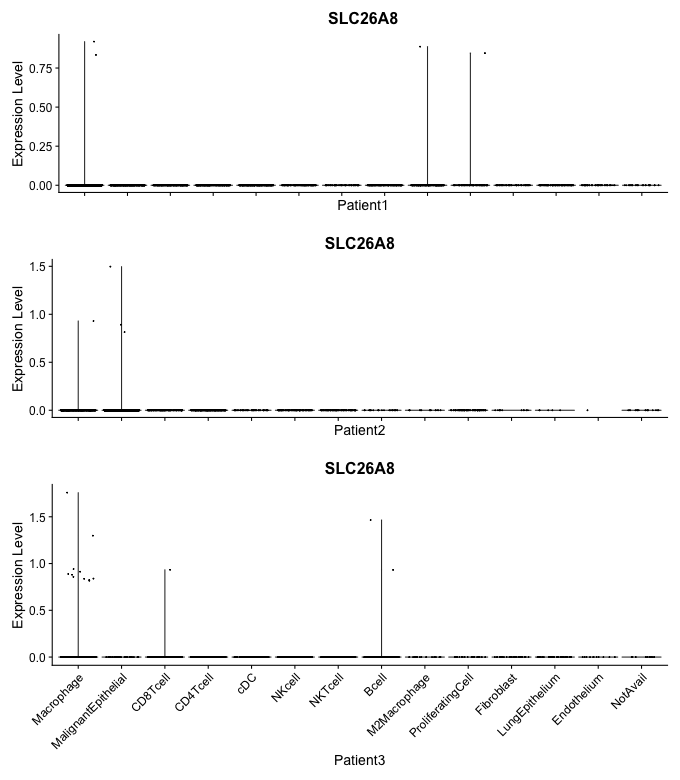 SLC26A8
Expression Level
0.75
0.50
0.25
0.00
Patient1
SLC26A8
Expression Level
1.5
1.0
0.5
0.0
Patient2
SLC26A8
Expression Level
1.5
1.0
0.5
0.0
Macrophage
MalignantEpithelial
CD8Tcell
CD4Tcell
cDC
NKcell
NKTcell
Bcell
M2Macrophage
ProliferatingCell
Fibroblast
LungEpithelium
Endothelium
NotAvail
Patient3